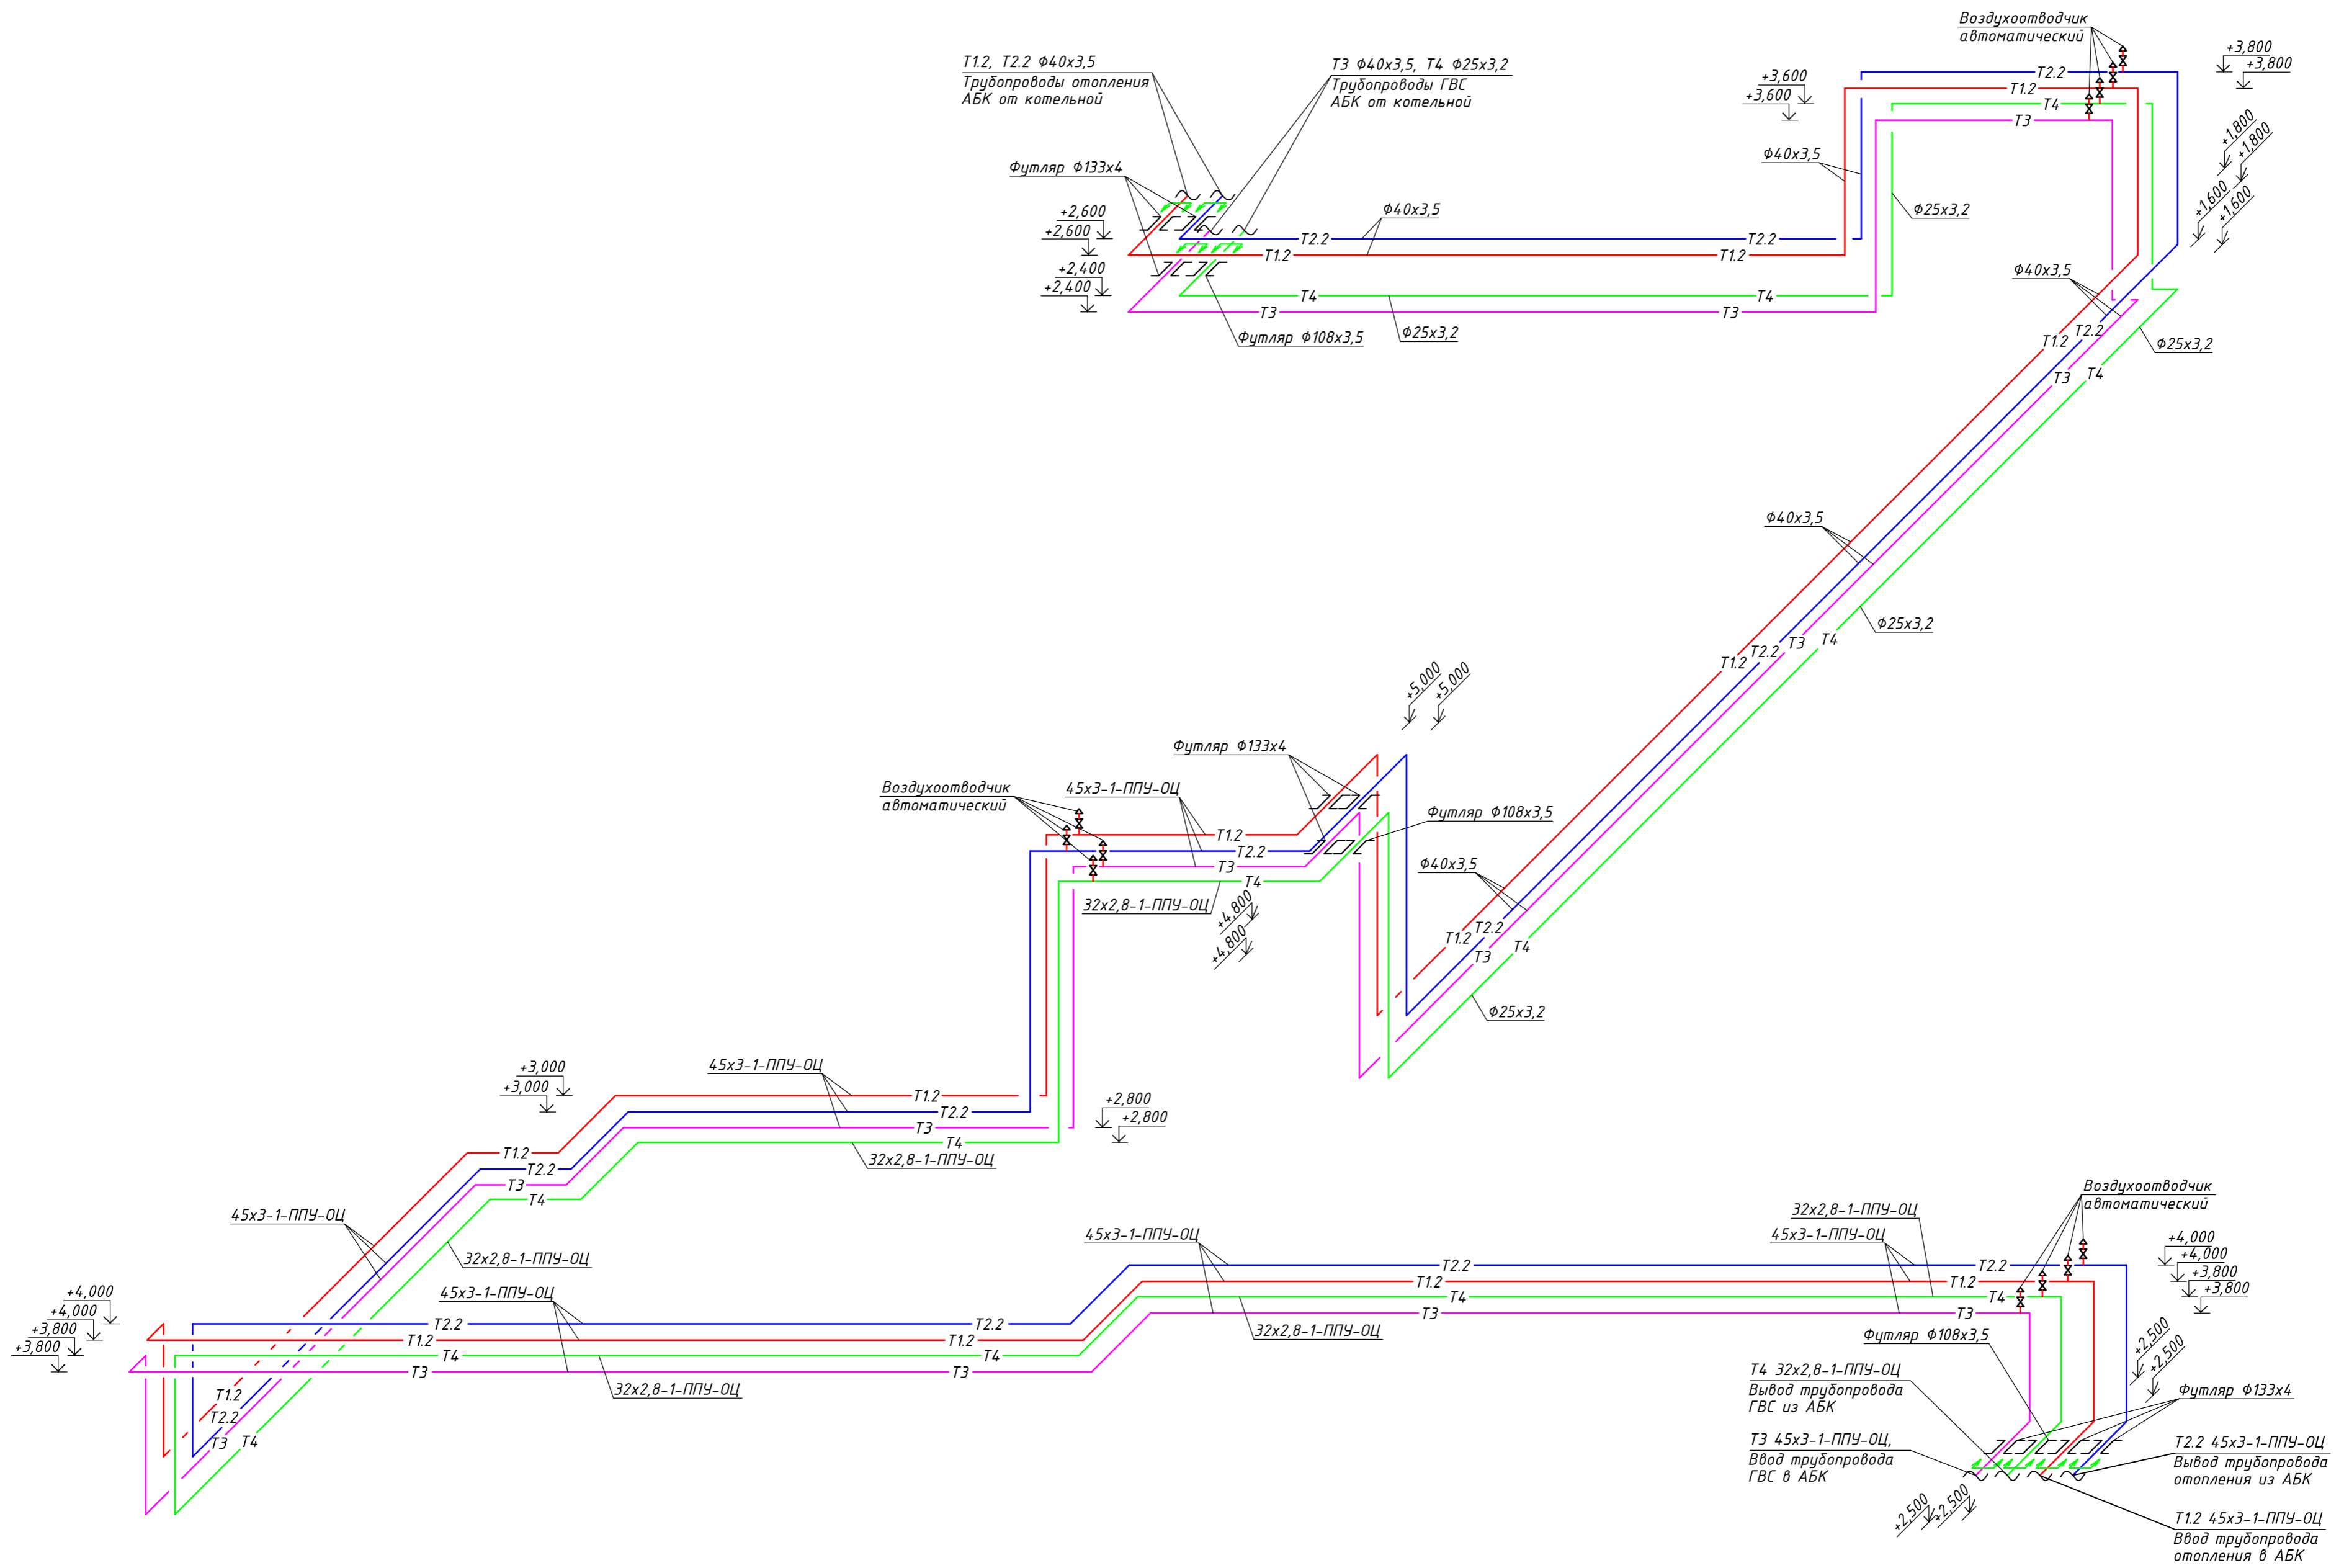 Воздухоотводчик
автоматический
+3,800
+3,800
Т1.2, Т2.2 Ф40х3,5
Трубопроводы отопления
АБК от котельной
Т3 Ф40х3,5, Т4 Ф25х3,2
Трубопроводы ГВС
АБК от котельной
+3,600
+3,600
Т2.2
Т1.2
Т4
Т3
+1,800
+1,800
+1,600
+1,600
Ф40х3,5
Футляр Ф133х4
Ф40х3,5
Ф25х3,2
+2,600
+2,600
Т2.2
Т2.2
Т1.2
Т1.2
+2,400
+2,400
Т4
Т4
Т3
Т3
Футляр Ф108х3,5
Ф25х3,2
Ф40х3,5
Т2.2
Т1.2
Ф25х3,2
Т3
Т4
Ф40х3,5
Ф25х3,2
Т1.2
Т2.2
Т3
Т4
+5,000
+5,000
Футляр Ф133х4
Воздухоотводчик
автоматический
45х3-1-ППУ-ОЦ
Футляр Ф108х3,5
Т1.2
Т2.2
Т3
Т4
Ф40х3,5
32х2,8-1-ППУ-ОЦ
+4,800
+4,800
Т1.2
Т2.2
Т3
Т4
Ф25х3,2
+3,000
+3,000
45х3-1-ППУ-ОЦ
Т1.2
Т2.2
Т3
Т4
+2,800
+2,800
32х2,8-1-ППУ-ОЦ
Т1.2
Т2.2
Т3
Т4
45х3-1-ППУ-ОЦ
32х2,8-1-ППУ-ОЦ
Воздухоотводчик
автоматический
32х2,8-1-ППУ-ОЦ
45х3-1-ППУ-ОЦ
45х3-1-ППУ-ОЦ
+4,000
+4,000
+3,800
+3,800
Т2.2
Т2.2
Т1.2
Т1.2
Т4
Т4
Т3
Т3
+4,000
+4,000
+3,800
+3,800
45х3-1-ППУ-ОЦ
Т2.2
Т2.2
Т1.2
Т1.2
Т4
Т4
Т3
Т3
32х2,8-1-ППУ-ОЦ
32х2,8-1-ППУ-ОЦ
Футляр Ф108х3,5
+2,500
+2,500
Т4 32х2,8-1-ППУ-ОЦ
Вывод трубопровода
ГВС из АБК
Футляр Ф133х4
Т1.2
Т2.2
Т3
Т4
Т3 45х3-1-ППУ-ОЦ,
Ввод трубопровода
ГВС в АБК
Т2.2 45х3-1-ППУ-ОЦ
Вывод трубопровода
отопления из АБК
+2,500
+2,500
Т1.2 45х3-1-ППУ-ОЦ
Ввод трубопровода
отопления в АБК